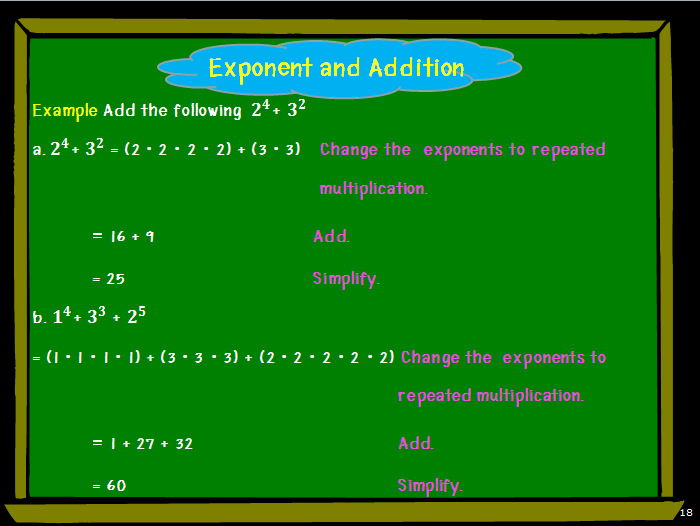 Exponent and Addition
Example Add the following 2⁴+ 3²
a. 2⁴+ 3² = (2 · 2 · 2 · 2) + (3 · 3) Change the exponents to repeated
multiplication.
= 16 + 9 Add.
= 25 Simplify.
b. 1⁴+ 3³ + 2⁵
= (1 · 1 · 1 · 1) + (3 · 3 · 3) + (2 · 2 · 2 · 2 · 2) Change the exponents to
repeated multiplication.
= 1 + 27 + 32 Add.
= 60 Simplify.
18